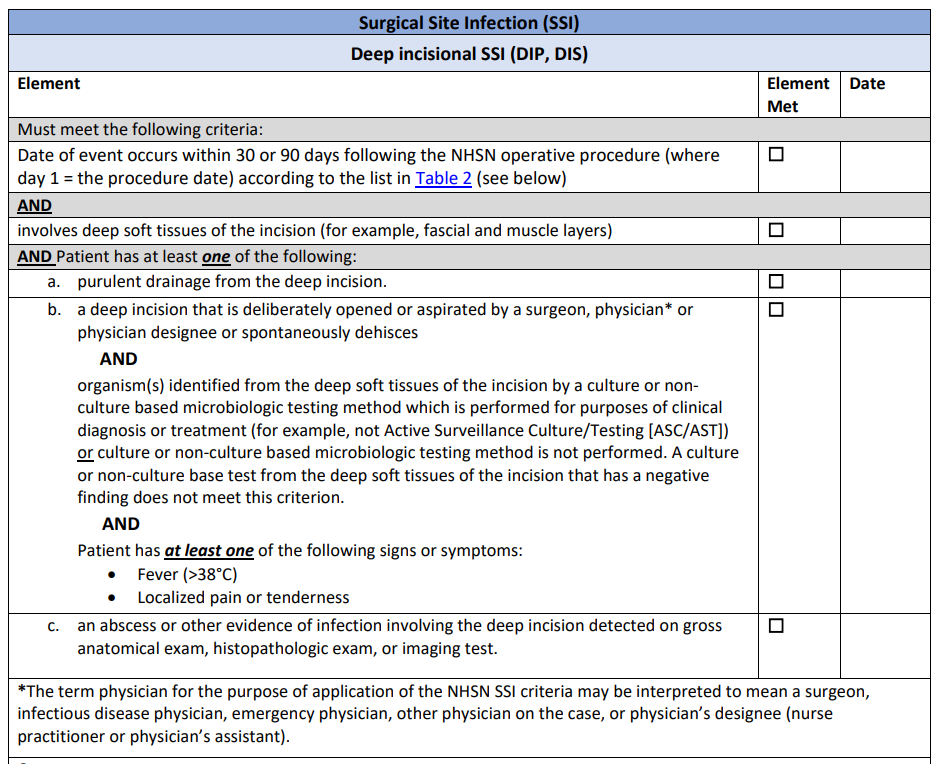 Surgical Site Infection (SSI)
Deep incisional SSI (DIP, DIS)
Element
Element
Met
Date
Must meet the following criteria:
Date of event occurs within 30 or 90 days following the NHSN operative procedure (where
day 1 = the procedure date) according to the list in Table 2 (see below)
AND
involves deep soft tissues of the incision (for example, fascial and muscle layers)
AND Patient has at least one of the following:
a. purulent drainage from the deep incision.
b. a deep incision that is deliberately opened or aspirated by a surgeon, physician* or
physician designee or spontaneously dehisces
AND
organism(s) identified from the deep soft tissues of the incision by a culture or non-
culture based microbiologic testing method which is performed for purposes of clinical
diagnosis or treatment (for example, not Active Surveillance Culture/Testing [ASC/AST])
or culture or non-culture based microbiologic testing method is not performed. A culture
or non-culture base test from the deep soft tissues of the incision that has a negative
finding does not meet this criterion.
AND
Patient has at least one of the following signs or symptoms:
• Fever (>38°C)
• Localized pain or tenderness
c. an abscess or other evidence of infection involving the deep incision detected on gross
anatomical exam, histopathologic exam, or imaging test.
*The term physician for the purpose of application of the NHSN SSI criteria may be interpreted to mean a surgeon,
infectious disease physician, emergency physician, other physician on the case, or physician’s designee (nurse
practitioner or physician’s assistant).